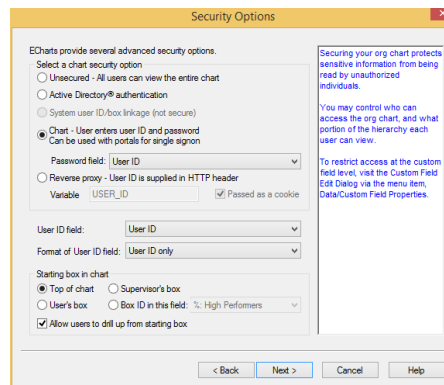 Security Options
ECharts provide several advanced security options.
Select a chart security option
Unsecured - All users can view the entire chart
Active Directory® authentication
System user ID/box linkage (not secure)
Chart - User enters user ID and password
Can be used with portals for single signon
Password field: User ID
Reverse proxy - User ID is supplied in HTTP header
Variable USER_ID Passed as a cookie
User ID field: User ID
Format of User ID field: User ID only
Starting box in chart
Top of chart Supervisor's box
User's box Box ID in this field: %: High Performers
Allow users to drill up from starting box
Securing your org chart protects
sensitive information from being
read by unauthorized
individuals.
You may control who can
access the org chart, and what
portion of the hierarchy each
user can view.
To restrict access at the custom
field level, visit the Custom Field
Edit Dialog via the menu item,
Data/Custom Field Properties.
< Back Next > Cancel Help